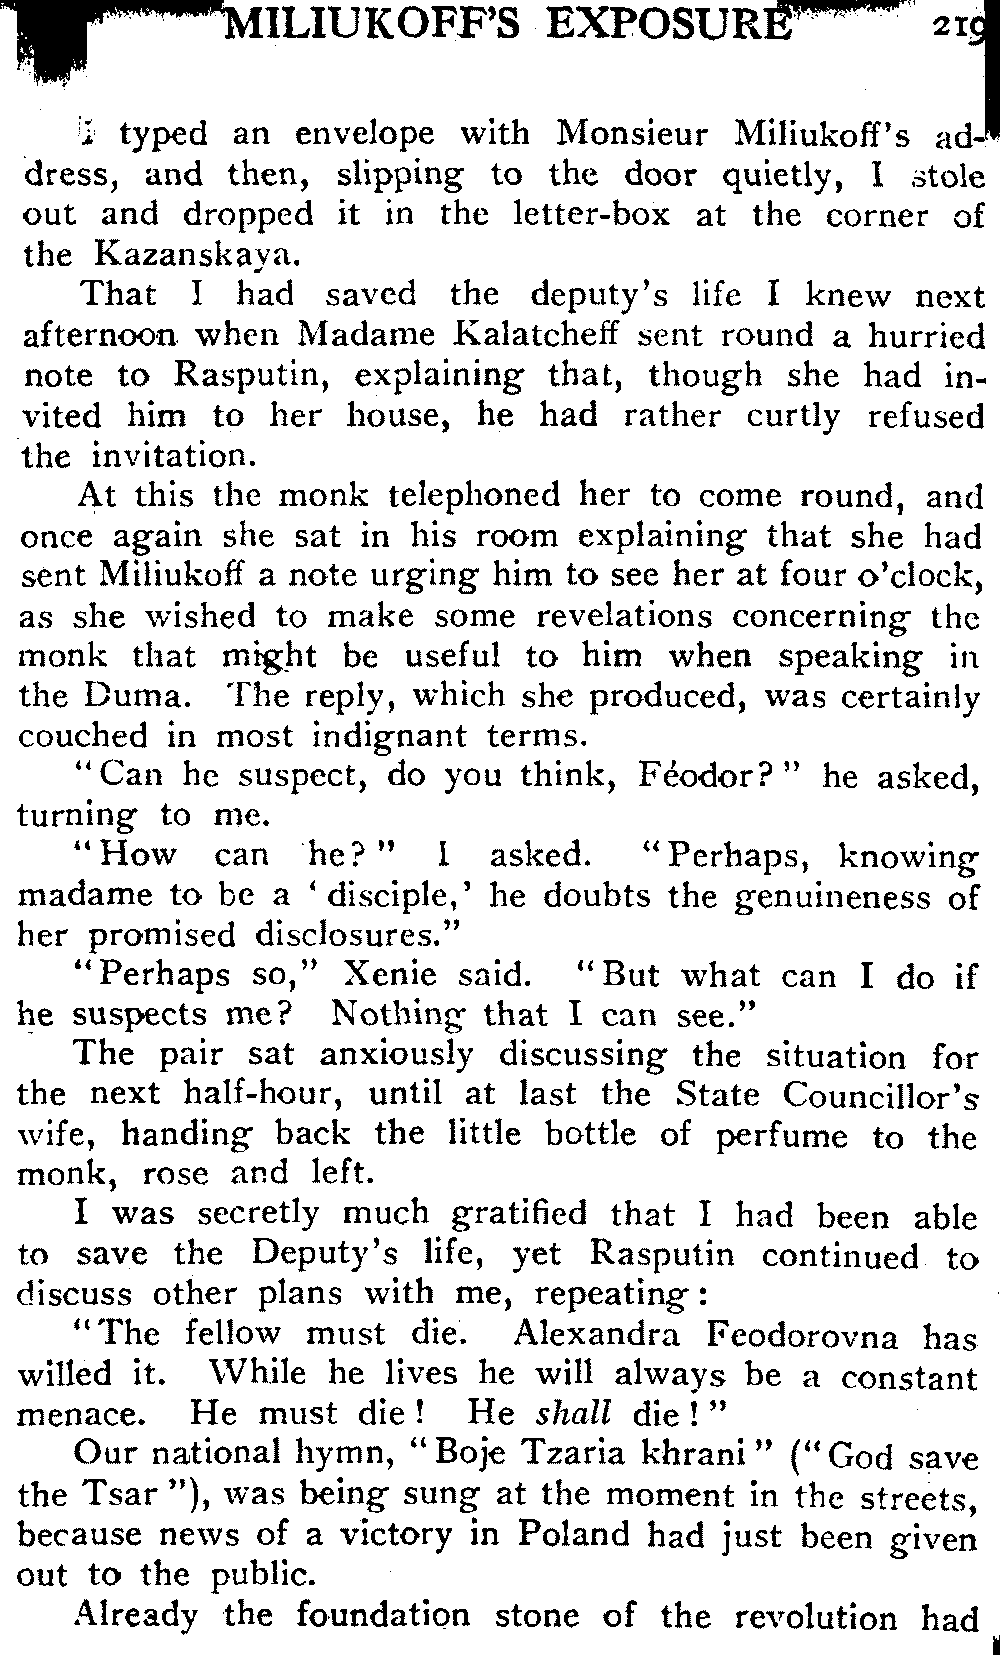 MILIUKOFF'S EXPOSURE 219
I typed an envelope with Monsieur Miliukoff's ad-
dress, and then, slipping to the door quietly, I stole
out and dropped it in the letter-box at the corner of
the Kazanskaya.
That I had saved the deputy's life I knew next
afternoon when Madame Kalatcheff sent round a hurried
note to Rasputin, explaining that, though she had in-
vited him to her house, he had rather curtly refused
the invitation.
At this the monk telephoned her to come round, and
once again she sat in his room explaining that she had
sent Miliukoff a note urging him to see her at four o'clock,
as she wished to make some revelations concerning the
monk that might be useful to him when speaking in
the Duma. The reply, which she produced, was certainly
couched in most indignant terms.
"Can he suspect, do you think, Féodor?" he asked,
turning to me.
"How can he?" I asked. "Perhaps, knowing
madame to be a 'disciple,' he doubts the genuineness of
her promised disclosures."
"Perhaps so," Xenie said. "But what can I do if
he suspects me? Nothing that I can see."
The pair sat anxiously discussing the situation for
the next half-hour, until at last the State Councillor's
wife, handing back the little bottle of perfume to the
monk, rose and left.
I was secretly much gratified that I had been able
to save the Deputy's life, yet Rasputin continued to
discuss other plans with me, repeating:
"The fellow must die. Alexandra Feodorovna has
willed it. While he lives he will always be a constant
menace. He must die! He shall die!"
Our national hymn, "Boje Tzaria khrani" ("God save
the Tsar"), was being sung at the moment in the streets,
because news of a victory in Poland had just been given
out to the public.
Already the foundation stone of the revolution had